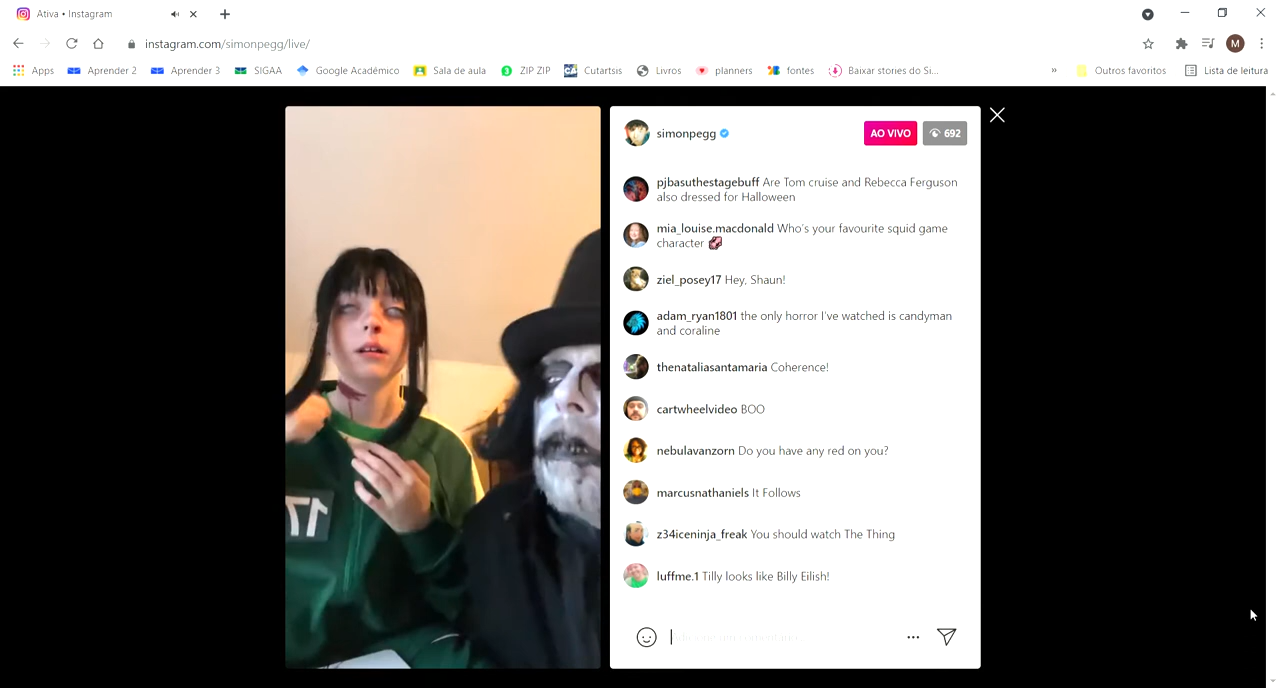 Ativa • Instagram
instagram.com/simonpegg/live/
M
Apps
Aprender 2
Aprender 3
SIGAA
Google Acadêmico
Sala de aula
ZIP ZIP
Cutartsis
Livros
planners
fontes
Baixar stories do Si...
»
Outros favoritos
Lista de leitura
simonpegg
AO VIVO
692
pjbasuthestagebuff Are Tom cruise and Rebecca Ferguson
also dressed for Halloween
mia_louise.macdonald Who's your favourite squid game
character
ziel_posey17 Hey, Shaun!
adam_ryan1801 the only horror I've watched is candyman
and coraline
thenataliasantamaria Coherence!
cartwheelvideo BOO
nebulavanzorn Do you have any red on you?
marcusnathaniels It Follows
z34iceninja_freak You should watch The Thing
luffme.1 Tilly looks like Billy Eilish!